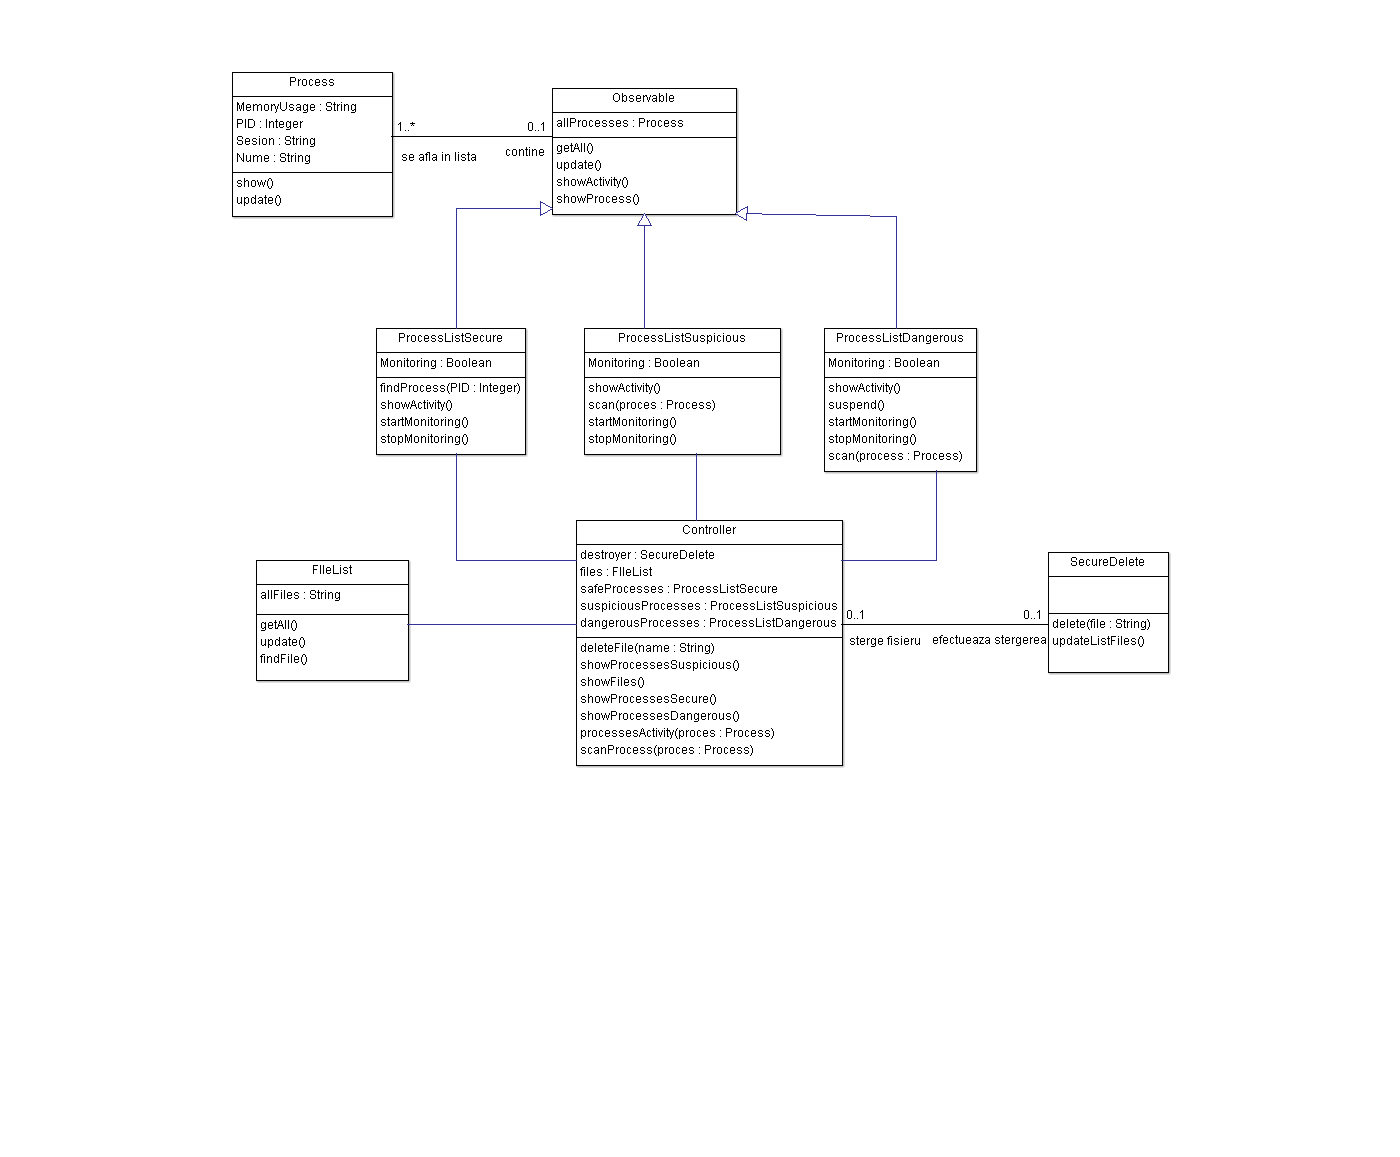 Process
MemoryUsage : String
PID : Integer
Sesion : String
Nume : String
show()
update()
1..*
0..1
se afla in lista
contine
Observable
allProcesses : Process
getAll()
update()
showActivity()
showProcess()
ProcessListSecure
Monitoring : Boolean
findProcess(PID : Integer)
showActivity()
startMonitoring()
stopMonitoring()
ProcessListSuspicious
Monitoring : Boolean
showActivity()
scan(proces : Process)
startMonitoring()
stopMonitoring()
ProcessListDangerous
Monitoring : Boolean
showActivity()
suspend()
startMonitoring()
stopMonitoring()
scan(process : Process)
FIleList
allFiles : String
getAll()
update()
findFile()
Controller
destroyer : SecureDelete
files : FIleList
safeProcesses : ProcessListSecure
suspiciousProcesses : ProcessListSuspicious
dangerousProcesses : ProcessListDangerous
deleteFile(name : String)
showProcessesSuspicious()
showFiles()
showProcessesSecure()
showProcessesDangerous()
processesActivity(proces : Process)
scanProcess(proces : Process)
0..1
0..1
sterge fisieru
efectueaza stergerea
SecureDelete
delete(file : String)
updateListFiles()